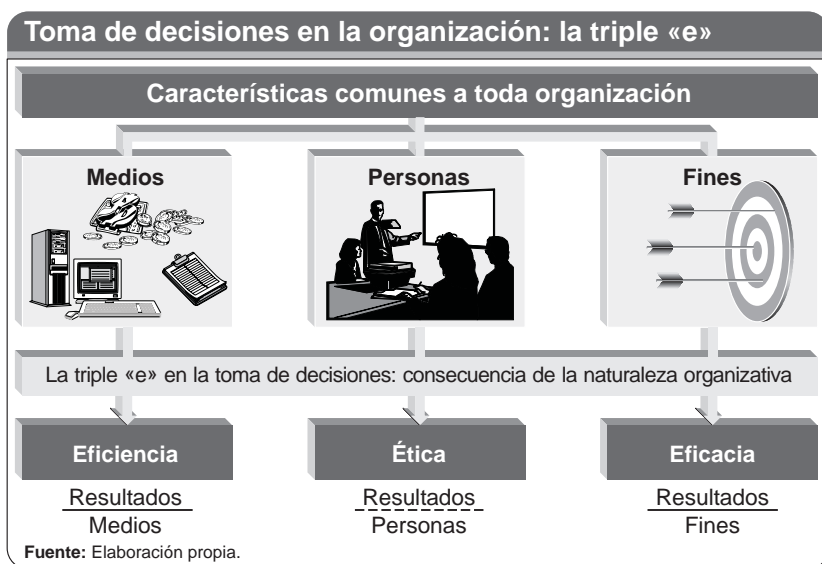 Toma de decisiones en la organización: la triple «e»
Características comunes a toda organización
Medios
Personas
Fines
La triple «e» en la toma de decisiones: consecuencia de la naturaleza organizativa
Eficiencia
Ética
Eficacia
Resultados
Medios
Resultados
Personas
Resultados
Fines
Fuente: Elaboración propia.